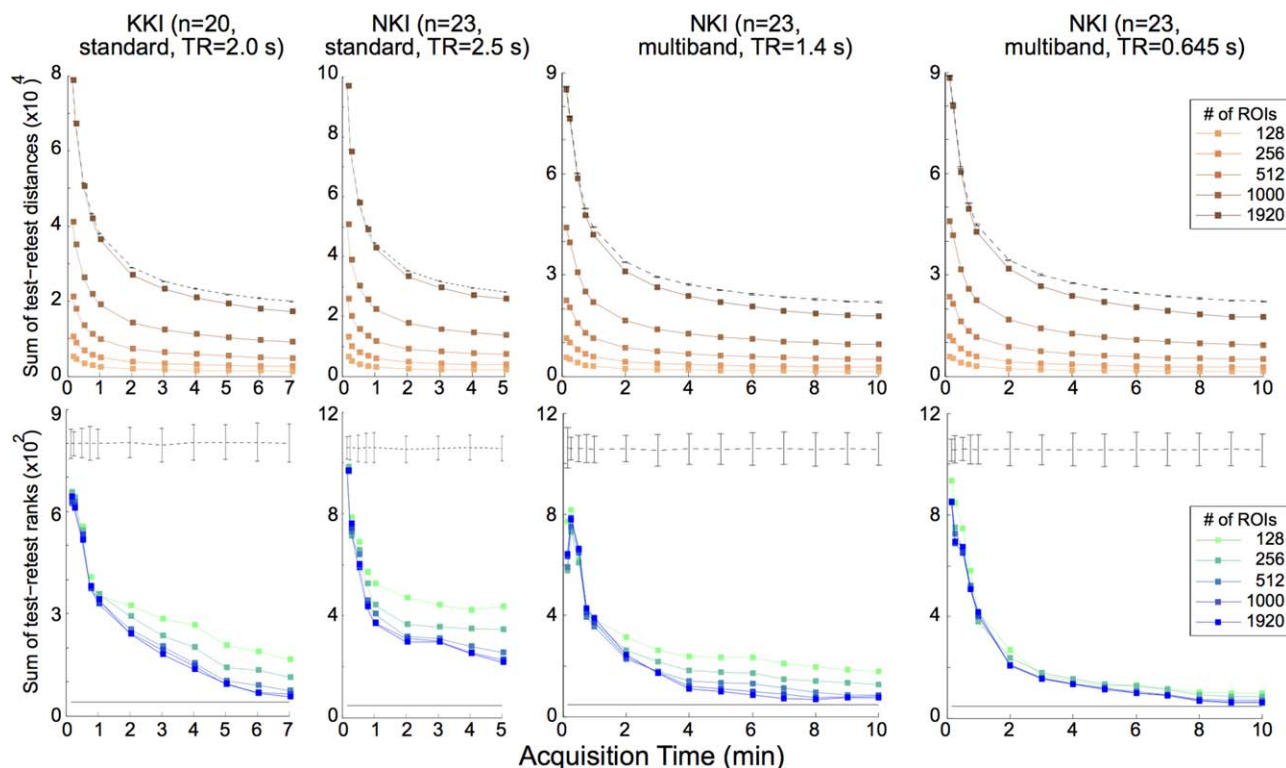 KKI (n=20,
standard, TR=2.0 s)
NKI (n=23,
standard, TR=2.5 s)
NKI (n=23,
multiband, TR=1.4 s)
NKI (n=23,
multiband, TR=0.645 s)
Sum of test-retest distances (x10 ⁴)
8
6
4
2
0
0 1 2 3 4 5 6 7
10
8
6
4
2
0
0 1 2 3 4 5
9
6
3
0
0 2 4 6 8 10
9
6
3
0
0 2 4 6 8 10
# of ROIs
128
256
512
1000
1920
Sum of test-retest ranks (x10²)
9
6
3
0
0 1 2 3 4 5 6 7
12
8
4
0
0 1 2 3 4 5
12
8
4
0
0 2 4 6 8 10
12
8
4
0
0 2 4 6 8 10
# of ROIs
128
256
512
1000
1920
Acquisition Time (min)